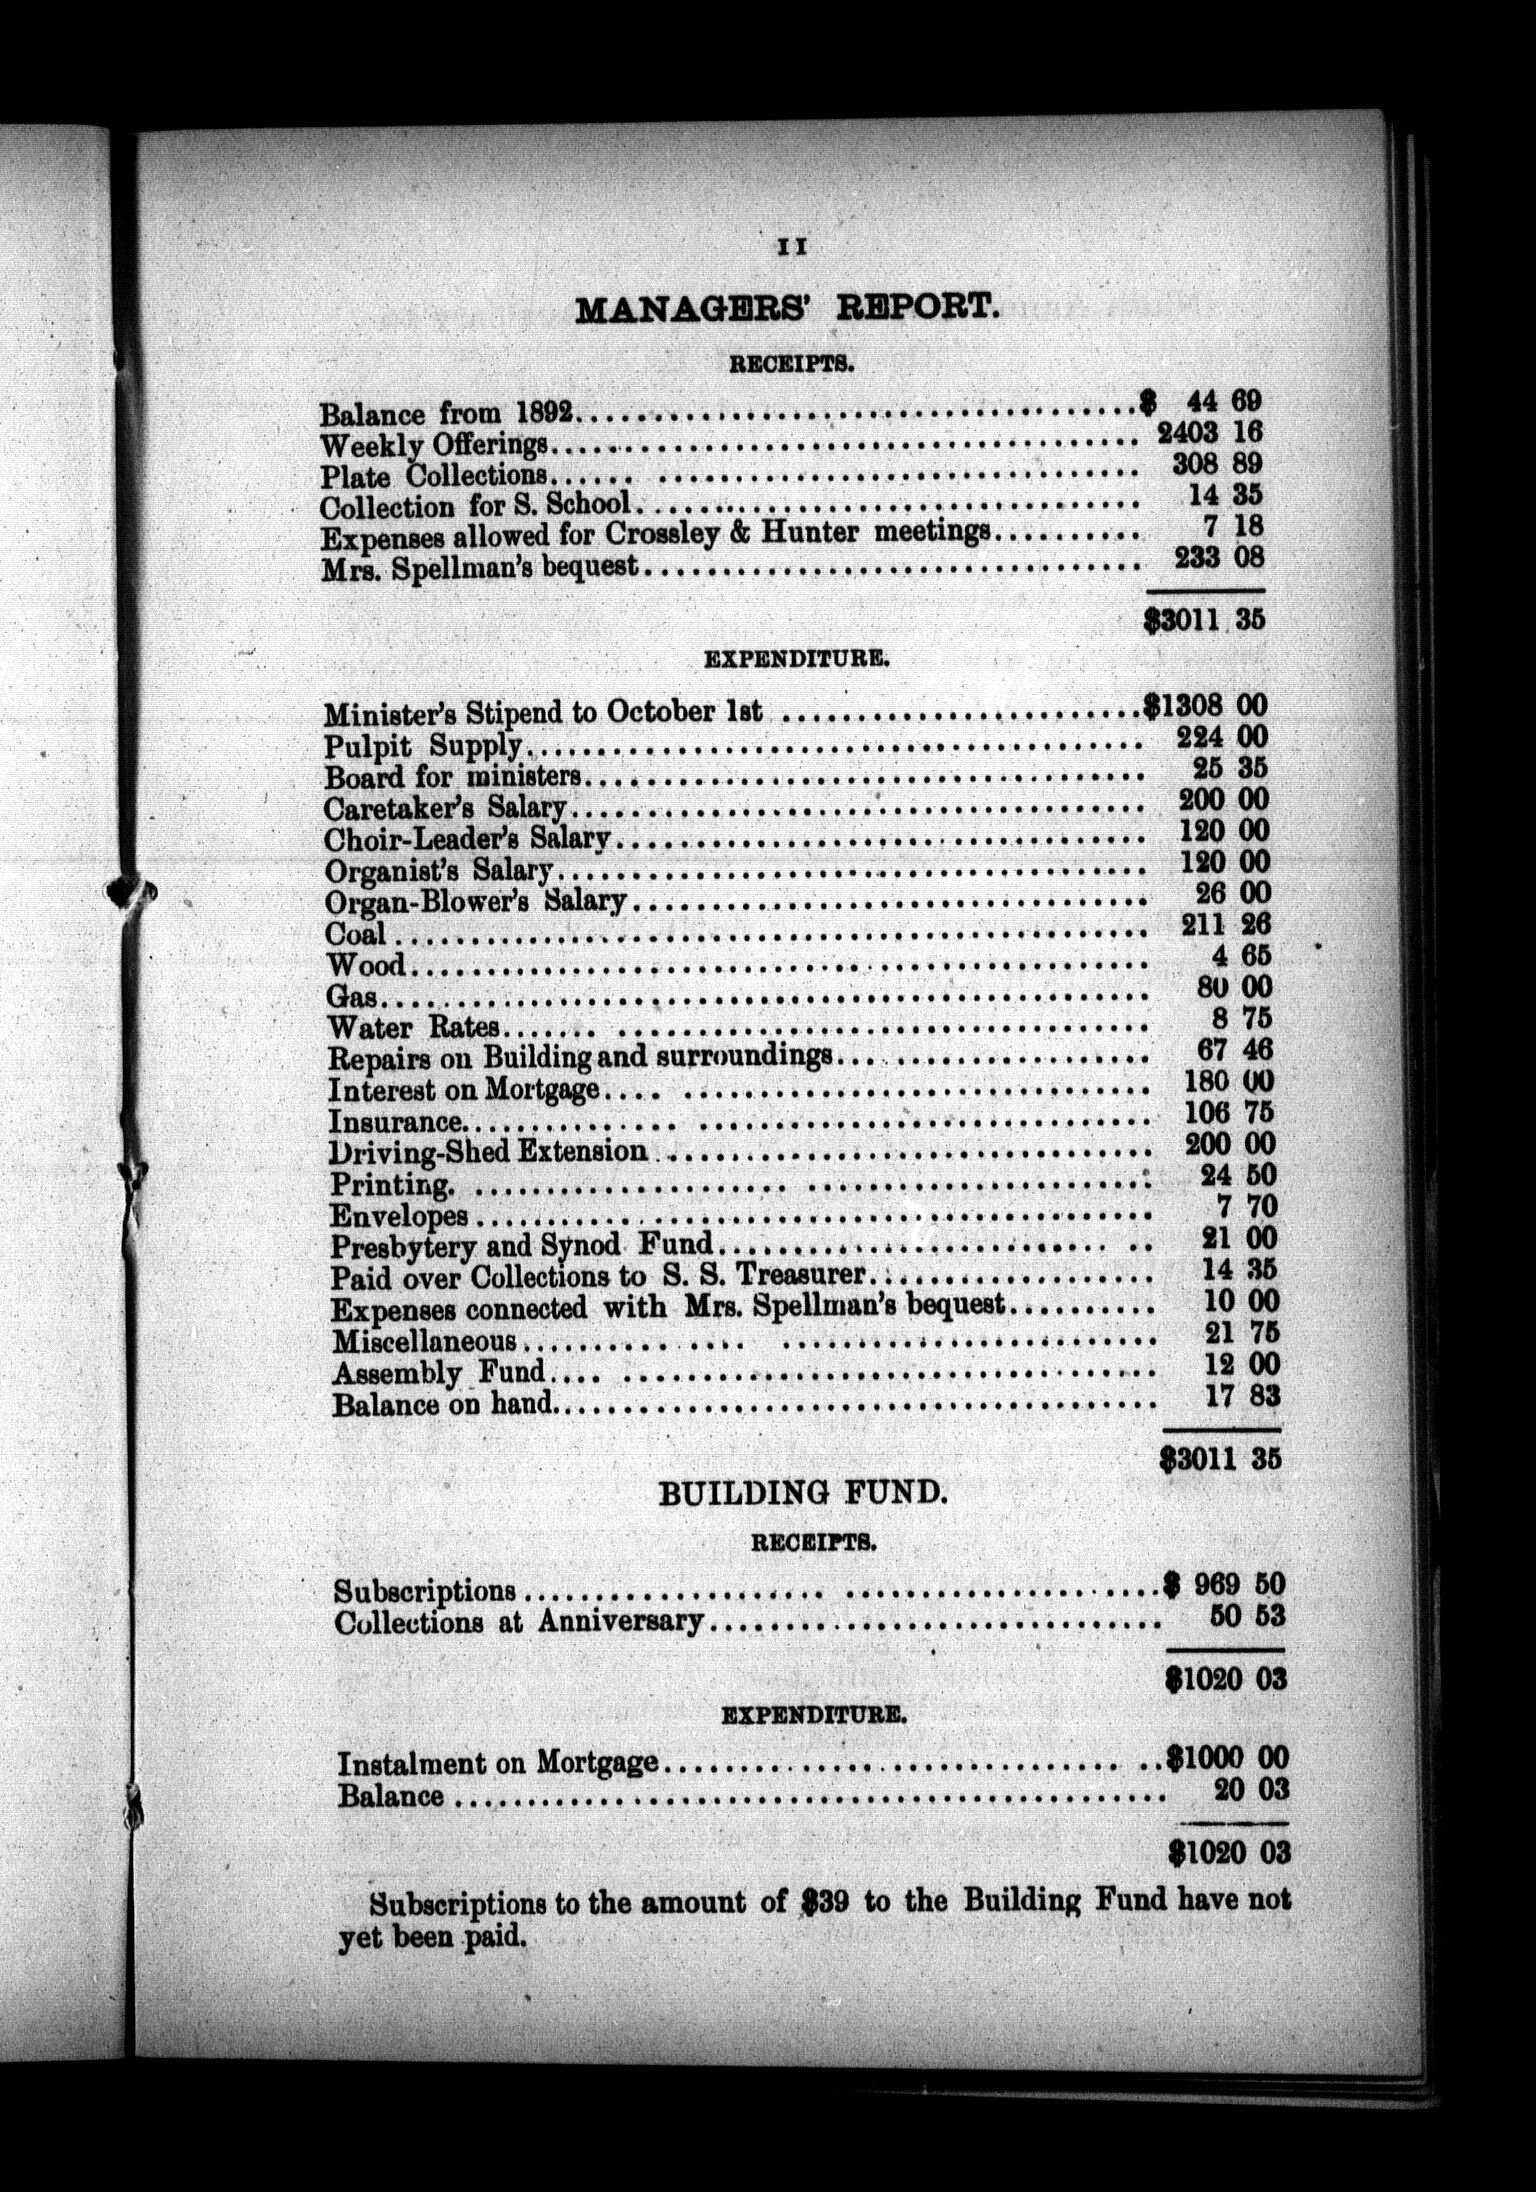 11
MANAGERS' REPORT.
RECEIPTS.
Balance from 1892........................................$ 44 69
Weekly Offerings........................................ 2403 16
Plate Collections...... ................................ 308 89
Collection for S. School................................ 14 35
Expenses allowed for Crossley & Hunter meetings.......... 7 18
Mrs. Spellman's bequest................................ 233 08
$3011 35
EXPENDITURE.
Minister's Stipend to October 1st ........................$1308 00
Pulpit Supply........................................ 224 00
Board for ministers.................................... 25 35
Caretaker's Salary.................................... 200 00
Choir-Leader's Salary.................................. 120 00
Organist's Salary...................................... 120 00
Organ-Blower's Salary.................................. 26 00
Coal .................................................. 211 26
Wood.................................................. 4 65
Gas.................................................... 80 00
Water Rates....... .................................... 8 75
Repairs on Building and surroundings.................... 67 46
Interest on Mortgage.... .............................. 180 00
Insurance.............. .............................. 106 75
Driving-Shed Extension ................................ 200 00
Printing. ..................... ...................... 24 50
Envelopes ............................................ 7 70
Presbytery and Synod Fund......................... .. 21 00
Paid over Collections to S. S. Treasurer.................. 14 35
Expenses connected with Mrs. Spellman's bequest.......... 10 00
Miscellaneous........... .... ........................ 21 75
Assembly Fund.... .................................... 12 00
Balance on hand........................................ 17 83
$3011 35
BUILDING FUND.
RECEIPTS.
Subscriptions .................... ......................$ 969 50
Collections at Anniversary.............................. 50 53
$1020 03
EXPENDITURE.
Instalment on Mortgage.............................. ..$1000 00
Balance .............................................. 20 03
$1020 03
Subscriptions to the amount of $39 to the Building Fund have not
yet been paid.